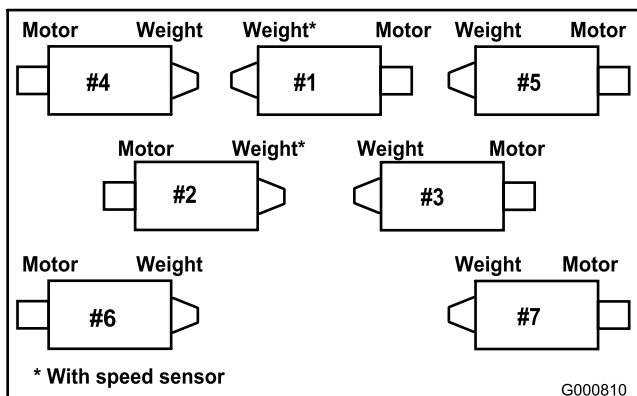 Motor Weight Weight* Motor Weight Motor
#4 #1 #5
Motor Weight* Weight Motor
#2 #3
Motor Weight Weight Motor
#6 #7
* With speed sensor
G000810